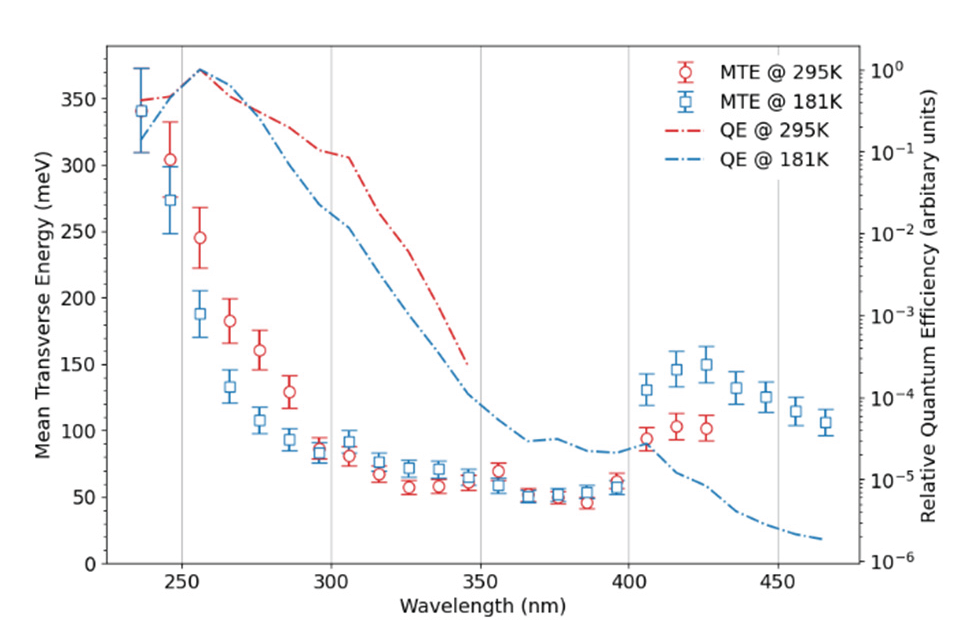 MTE @ 295K
MTE @ 181K
QE @ 295K
QE @ 181K
Mean Transverse Energy (meV)
350
300
250
200
150
100
50
0
10⁰
10⁻¹
10⁻²
10⁻³
10⁻⁴
10⁻⁵
10⁻⁶
Relative Quantum Efficiency (arbitary units)
250 300 350 400 450
Wavelength (nm)